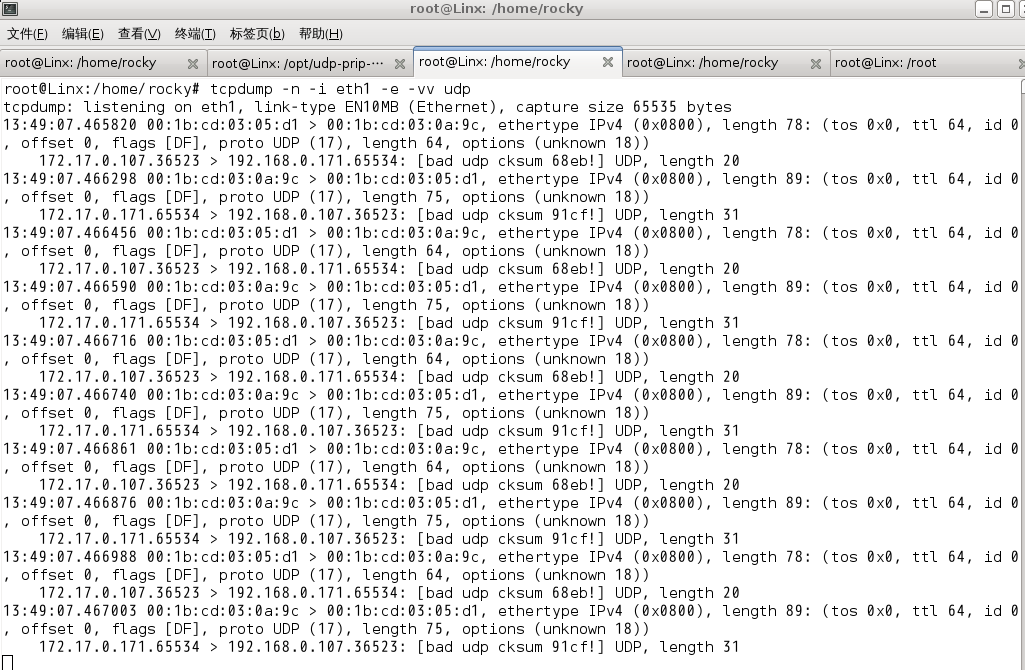 root@Linx: /home/rocky
文件(F) 编辑(E) 查看(V) 终端(T) 标签页(b) 帮助(H)
root@Linx: /home/rocky root@Linx: /opt/udp-prip-··· root@Linx: /home/rocky root@Linx: /home/rocky root@Linx: /root
root@Linx:/home/rocky# tcpdump -n -i eth1 -e -vv udp
tcpdump: listening on eth1, link-type EN10MB (Ethernet), capture size 65535 bytes
13:49:07.465820 00:1b:cd:03:05:d1 > 00:1b:cd:03:0a:9c, ethertype IPv4 (0x0800), length 78: (tos 0x0, ttl 64, id 0
, offset 0, flags [DF], proto UDP (17), length 64, options (unknown 18))
172.17.0.107.36523 > 192.168.0.171.65534: [bad udp cksum 68eb!] UDP, length 20
13:49:07.466298 00:1b:cd:03:0a:9c > 00:1b:cd:03:05:d1, ethertype IPv4 (0x0800), length 89: (tos 0x0, ttl 64, id 0
, offset 0, flags [DF], proto UDP (17), length 75, options (unknown 18))
172.17.0.171.65534 > 192.168.0.107.36523: [bad udp cksum 91cf!] UDP, length 31
13:49:07.466456 00:1b:cd:03:05:d1 > 00:1b:cd:03:0a:9c, ethertype IPv4 (0x0800), length 78: (tos 0x0, ttl 64, id 0
, offset 0, flags [DF], proto UDP (17), length 64, options (unknown 18))
172.17.0.107.36523 > 192.168.0.171.65534: [bad udp cksum 68eb!] UDP, length 20
13:49:07.466590 00:1b:cd:03:0a:9c > 00:1b:cd:03:05:d1, ethertype IPv4 (0x0800), length 89: (tos 0x0, ttl 64, id 0
, offset 0, flags [DF], proto UDP (17), length 75, options (unknown 18))
172.17.0.171.65534 > 192.168.0.107.36523: [bad udp cksum 91cf!] UDP, length 31
13:49:07.466716 00:1b:cd:03:05:d1 > 00:1b:cd:03:0a:9c, ethertype IPv4 (0x0800), length 78: (tos 0x0, ttl 64, id 0
, offset 0, flags [DF], proto UDP (17), length 64, options (unknown 18))
172.17.0.107.36523 > 192.168.0.171.65534: [bad udp cksum 68eb!] UDP, length 20
13:49:07.466740 00:1b:cd:03:0a:9c > 00:1b:cd:03:05:d1, ethertype IPv4 (0x0800), length 89: (tos 0x0, ttl 64, id 0
, offset 0, flags [DF], proto UDP (17), length 75, options (unknown 18))
172.17.0.171.65534 > 192.168.0.107.36523: [bad udp cksum 91cf!] UDP, length 31
13:49:07.466861 00:1b:cd:03:05:d1 > 00:1b:cd:03:0a:9c, ethertype IPv4 (0x0800), length 78: (tos 0x0, ttl 64, id 0
, offset 0, flags [DF], proto UDP (17), length 64, options (unknown 18))
172.17.0.107.36523 > 192.168.0.171.65534: [bad udp cksum 68eb!] UDP, length 20
13:49:07.466876 00:1b:cd:03:0a:9c > 00:1b:cd:03:05:d1, ethertype IPv4 (0x0800), length 89: (tos 0x0, ttl 64, id 0
, offset 0, flags [DF], proto UDP (17), length 75, options (unknown 18))
172.17.0.171.65534 > 192.168.0.107.36523: [bad udp cksum 91cf!] UDP, length 31
13:49:07.466988 00:1b:cd:03:05:d1 > 00:1b:cd:03:0a:9c, ethertype IPv4 (0x0800), length 78: (tos 0x0, ttl 64, id 0
, offset 0, flags [DF], proto UDP (17), length 64, options (unknown 18))
172.17.0.107.36523 > 192.168.0.171.65534: [bad udp cksum 68eb!] UDP, length 20
13:49:07.467003 00:1b:cd:03:0a:9c > 00:1b:cd:03:05:d1, ethertype IPv4 (0x0800), length 89: (tos 0x0, ttl 64, id 0
, offset 0, flags [DF], proto UDP (17), length 75, options (unknown 18))
172.17.0.171.65534 > 192.168.0.107.36523: [bad udp cksum 91cf!] UDP, length 31